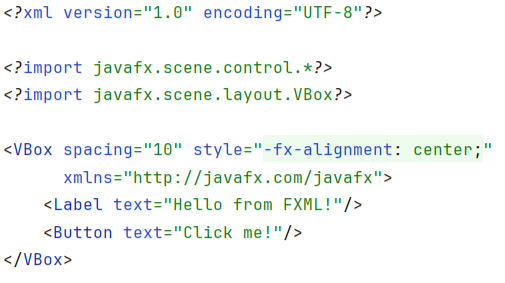 <?xml version="1.0" encoding="UTF-8"?>
<?import javafx.scene.control.*?>
<?import javafx.scene.layout.VBox?>
<VBox spacing="10" style="-fx-alignment: center;"
xmlns="http://javafx.com/javafx">
<Label text="Hello from FXML!"/>
<Button text="Click me!"/>
</VBox>